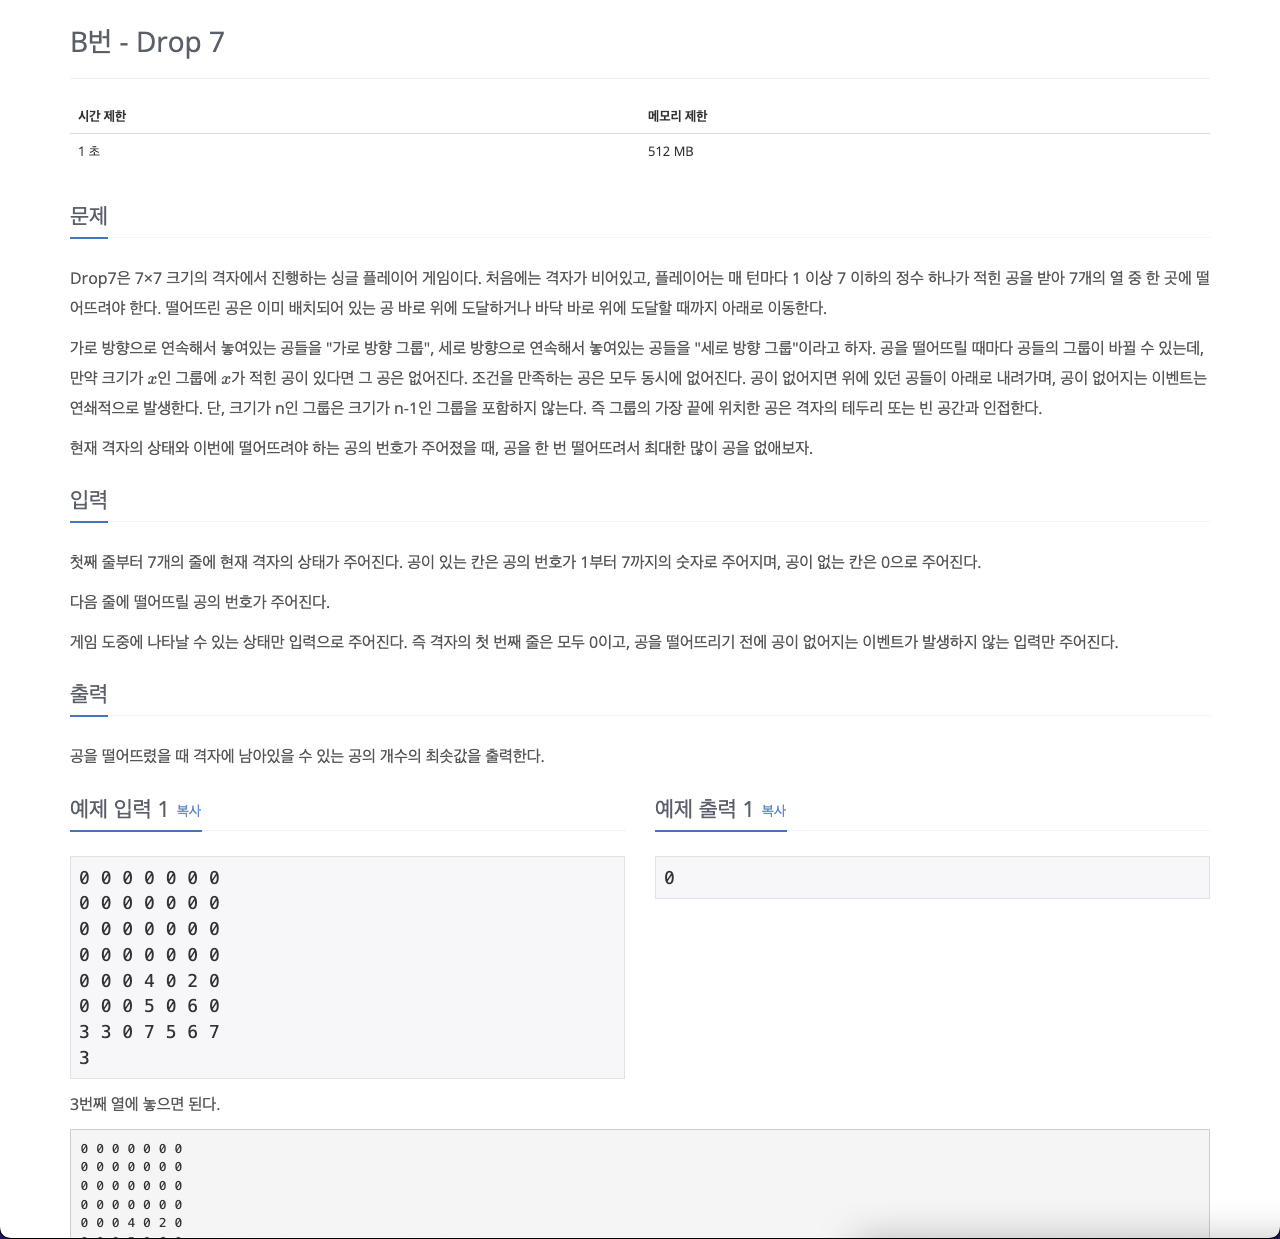 B번 - Drop 7
시간 제한 메모리 제한
1 초 512 MB
문제
Drop7은 7×7 크기의 격자에서 진행하는 싱글 플레이어 게임이다. 처음에는 격자가 비어있고, 플레이어는 매 턴마다 1 이상 7 이하의 정수 하나가 적힌 공을 받아 7개의 열 중 한 곳에 떨
어뜨려야 한다. 떨어뜨린 공은 이미 배치되어 있는 공 바로 위에 도달하거나 바닥 바로 위에 도달할 때까지 아래로 이동한다.
가로 방향으로 연속해서 놓여있는 공들을 "가로 방향 그룹", 세로 방향으로 연속해서 놓여있는 공들을 "세로 방향 그룹"이라고 하자. 공을 떨어뜨릴 때마다 공들의 그룹이 바뀔 수 있는데,
만약 크기가 x인 그룹에 x가 적힌 공이 있다면 그 공은 없어진다. 조건을 만족하는 공은 모두 동시에 없어진다. 공이 없어지면 위에 있던 공들이 아래로 내려가며, 공이 없어지는 이벤트는
연쇄적으로 발생한다. 단, 크기가 n인 그룹은 크기가 n-1인 그룹을 포함하지 않는다. 즉 그룹의 가장 끝에 위치한 공은 격자의 테두리 또는 빈 공간과 인접한다.
현재 격자의 상태와 이번에 떨어뜨려야 하는 공의 번호가 주어졌을 때, 공을 한 번 떨어뜨려서 최대한 많이 공을 없애보자.
입력
첫째 줄부터 7개의 줄에 현재 격자의 상태가 주어진다. 공이 있는 칸은 공의 번호가 1부터 7까지의 숫자로 주어지며, 공이 없는 칸은 0으로 주어진다.
다음 줄에 떨어뜨릴 공의 번호가 주어진다.
게임 도중에 나타날 수 있는 상태만 입력으로 주어진다. 즉 격자의 첫 번째 줄은 모두 0이고, 공을 떨어뜨리기 전에 공이 없어지는 이벤트가 발생하지 않는 입력만 주어진다.
출력
공을 떨어뜨렸을 때 격자에 남아있을 수 있는 공의 개수의 최솟값을 출력한다.
예제 입력 1 복사
0 0 0 0 0 0 0
0 0 0 0 0 0 0
0 0 0 0 0 0 0
0 0 0 0 0 0 0
0 0 0 4 0 2 0
0 0 0 5 0 6 0
3 3 0 7 5 6 7
3
예제 출력 1 복사
0
3번째 열에 놓으면 된다.
0 0 0 0 0 0 0
0 0 0 0 0 0 0
0 0 0 0 0 0 0
0 0 0 0 0 0 0
0 0 0 4 0 2 0